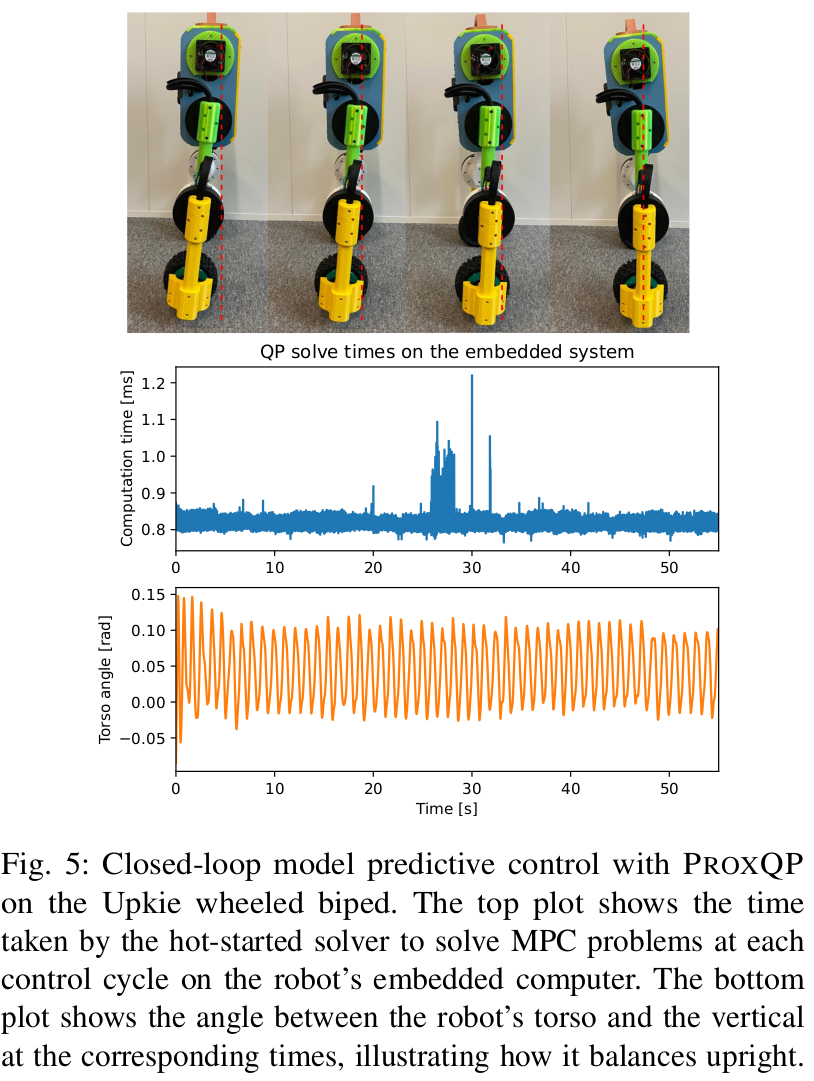 QP solve times on the embedded system
Computation time [ms]
1.2
1.1
1.0
0.9
0.8
0 10 20 30 40 50
Torso angle [rad]
0.15
0.10
0.05
0.00
−0.05
0 10 20 30 40 50
Time [s]
Fig. 5: Closed-loop model predictive control with PROXQP
on the Upkie wheeled biped. The top plot shows the time
taken by the hot-started solver to solve MPC problems at each
control cycle on the robot’s embedded computer. The bottom
plot shows the angle between the robot’s torso and the vertical
at the corresponding times, illustrating how it balances upright.